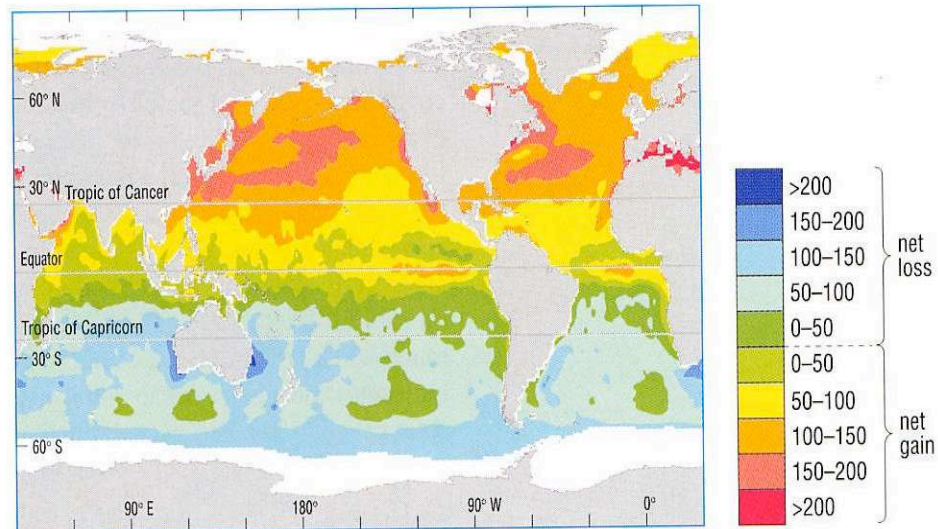 60° N
30° N
Tropic of Cancer
Equator
Tropic of Capricorn
30° S
60° S
90° E
180°
90° W
0°
>200
150–200
100–150
50–100
0–50
net
loss
0–50
50–100
100–150
150–200
>200
net
gain